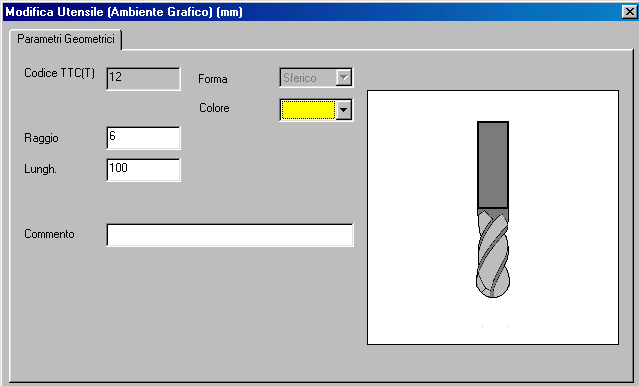 Modifica Utensile (Ambiente Grafico) (mm)
Parametri Geometrici
Codice TTC(T) 12 Forma Sferico
Colore
Raggio 6
Lungh. 100
Commento